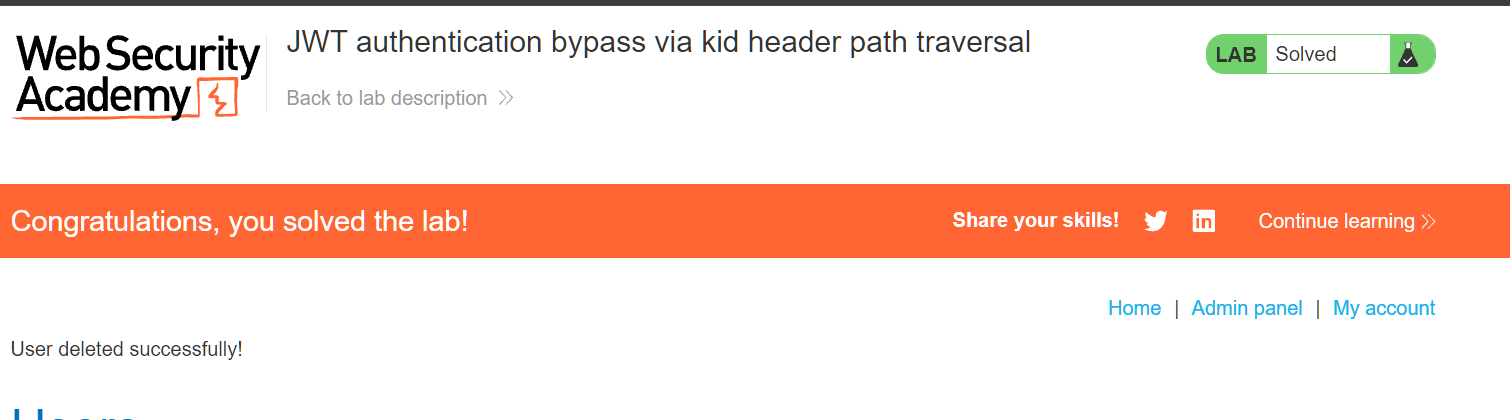 Web Security
Academy
JWT authentication bypass via kid header path traversal
Back to lab description
LAB Solved
Congratulations, you solved the lab!
Share your skills!
Continue learning
Home | Admin panel | My account
User deleted successfully!